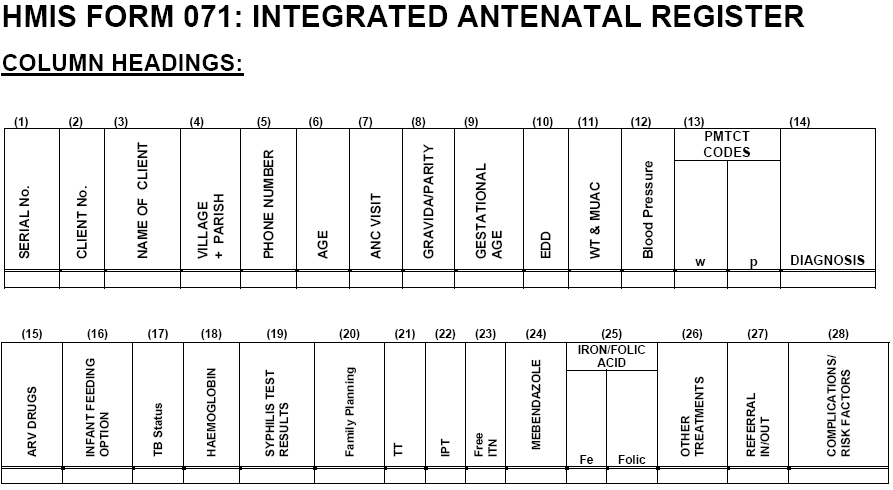 HMIS FORM 071: INTEGRATED ANTENATAL REGISTER
COLUMN HEADINGS:
(1) (2) (3) (4) (5) (6) (7) (8) (9) (10) (11) (12) (13) (14)
SERIAL No.
CLIENT No.
NAME OF CLIENT
VILLAGE
+ PARISH
PHONE NUMBER
AGE
ANC VISIT
GRAVIDA/PARITY
GESTATIONAL
AGE
EDD
WT & MUAC
Blood Pressure
PMTCT
CODES
w
p
DIAGNOSIS
(15) (16) (17) (18) (19) (20) (21) (22) (23) (24) (25) (26) (27) (28)
ARV DRUGS
INFANT FEEDING
OPTION
TB Status
HAEMOGLOBIN
SYPHILIS TEST
RESULTS
Family Planning
TT
IPT
Free
ITN
MEBENDAZOLE
IRON/FOLIC
ACID
Fe
Folic
OTHER
TREATMENTS
REFERRAL
IN/OUT
COMPLICATIONS/
RISK FACTORS